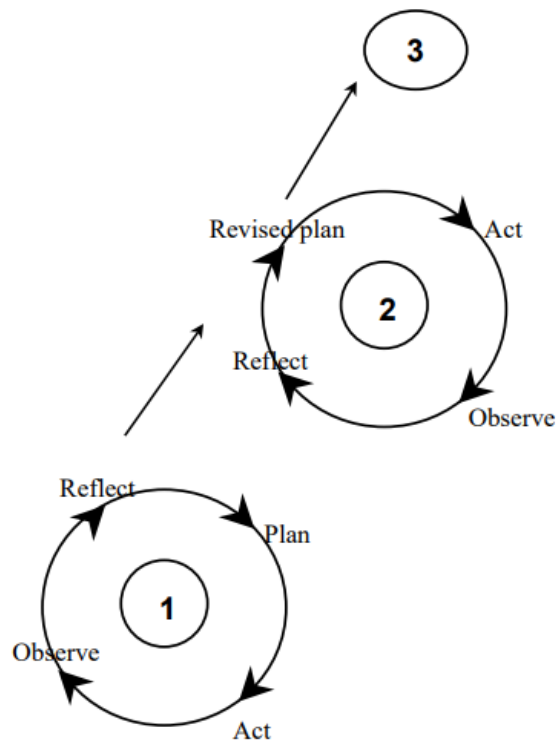 3
Revised plan
Act
2
Reflect
Observe
Reflect
Plan
1
Observe
Act